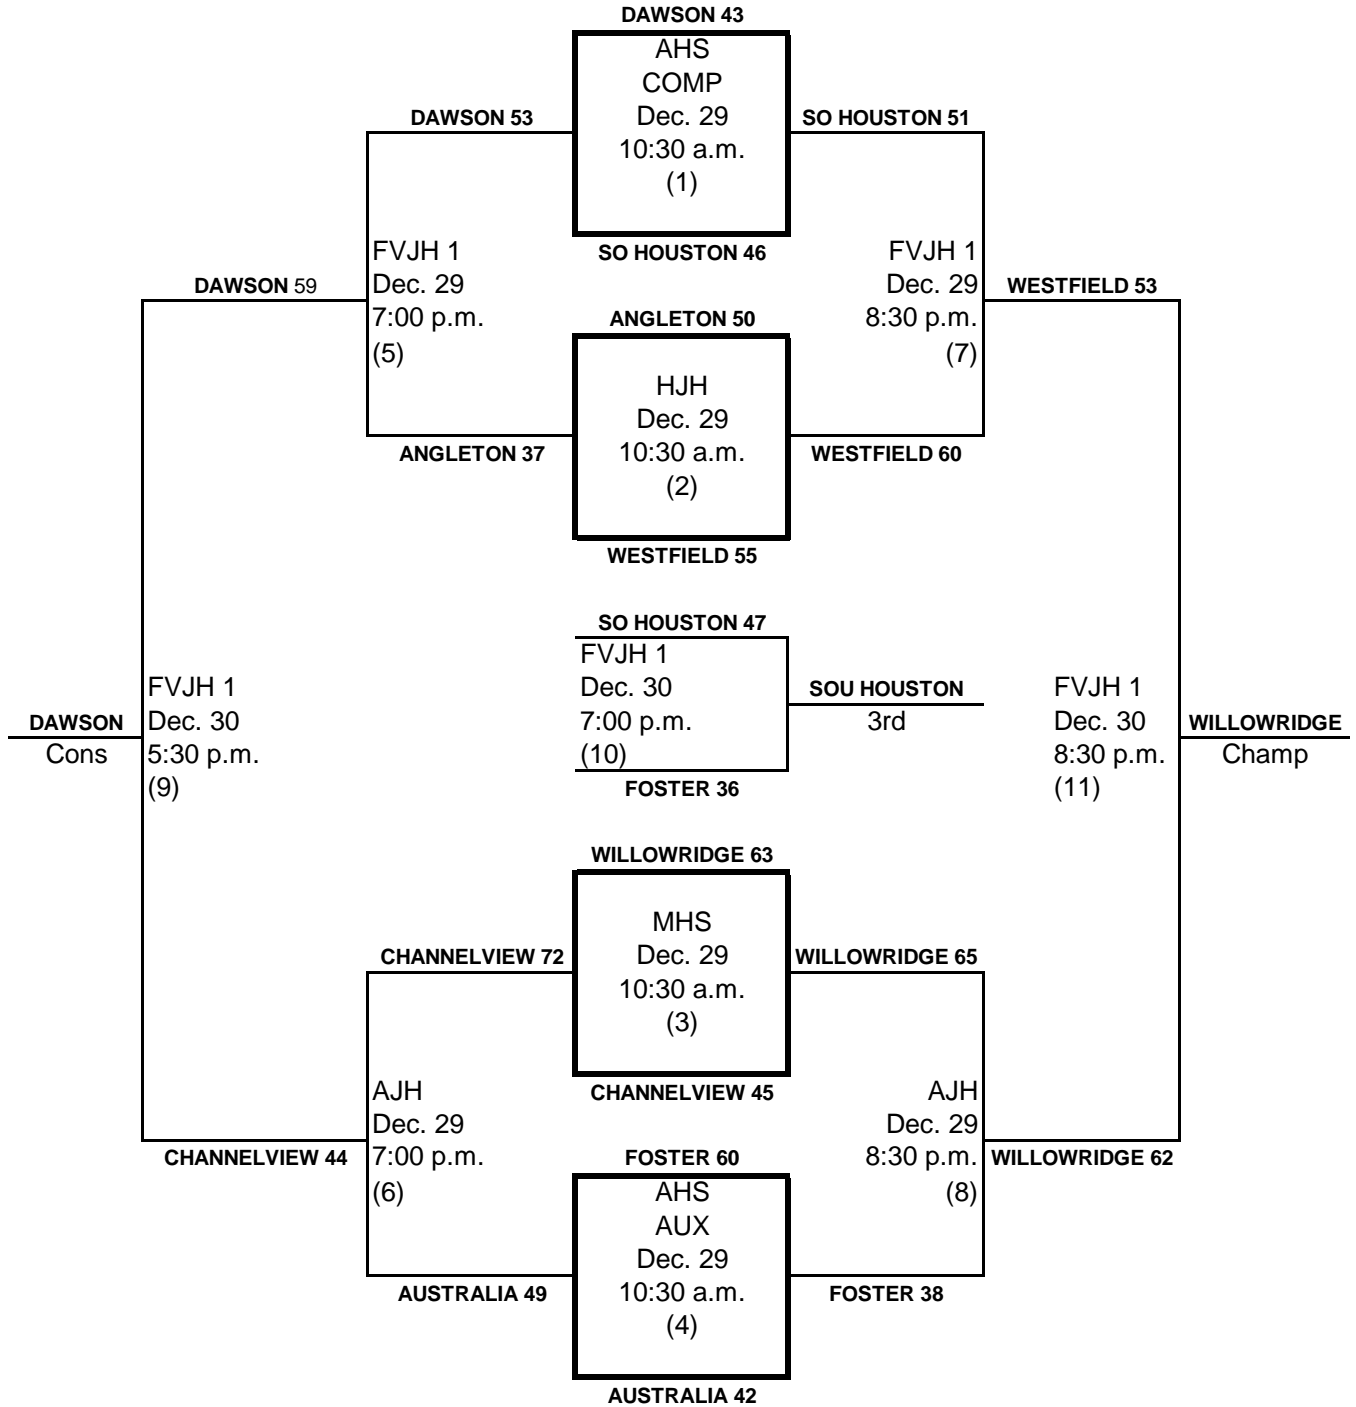 DAWSON 43
AHS
COMP
Dec. 29
10:30 a.m.
(1)
SO HOUSTON 46
DAWSON 53
SO HOUSTON 51
FVJH 1
Dec. 29
7:00 p.m.
(5)
FVJH 1
Dec. 29
8:30 p.m.
(7)
DAWSON 59
WESTFIELD 53
ANGLETON 50
HJH
Dec. 29
10:30 a.m.
(2)
WESTFIELD 55
ANGLETON 37
WESTFIELD 60
SO HOUSTON 47
FVJH 1
Dec. 30
7:00 p.m.
(10)
FOSTER 36
SOU HOUSTON
3rd
DAWSON
Cons
FVJH 1
Dec. 30
5:30 p.m.
(9)
FVJH 1
Dec. 30
8:30 p.m.
(11)
WILLOWRIDGE
Champ
WILLOWRIDGE 63
MHS
Dec. 29
10:30 a.m.
(3)
CHANNELVIEW 45
CHANNELVIEW 72
WILLOWRIDGE 65
AJH
Dec. 29
7:00 p.m.
(6)
AJH
Dec. 29
8:30 p.m.
(8)
CHANNELVIEW 44
WILLOWRIDGE 62
FOSTER 60
AHS
AUX
Dec. 29
10:30 a.m.
(4)
AUSTRALIA 42
AUSTRALIA 49
FOSTER 38